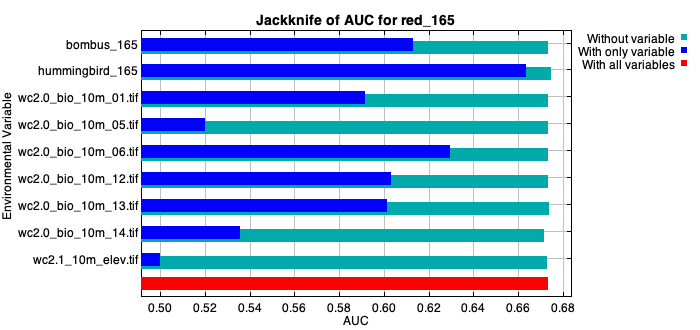 Jackknife of AUC for red_165
Without variable
With only variable
With all variables
Environmental Variable
bombus_165
hummingbird_165
wc2.0_bio_10m_01.tif
wc2.0_bio_10m_05.tif
wc2.0_bio_10m_06.tif
wc2.0_bio_10m_12.tif
wc2.0_bio_10m_13.tif
wc2.0_bio_10m_14.tif
wc2.1_10m_elev.tif
0.50 0.52 0.54 0.56 0.58 0.60 0.62 0.64 0.66 0.68
AUC